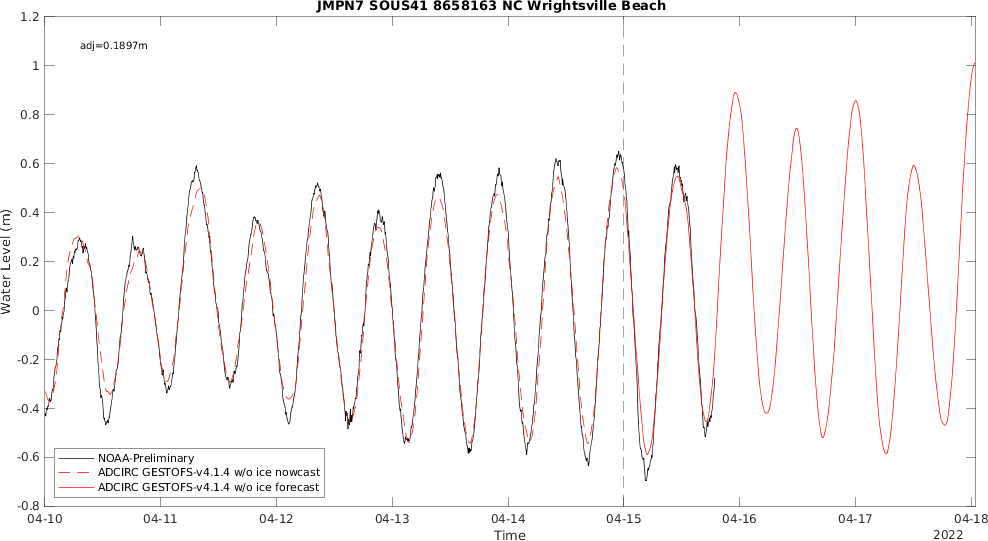 JMPN7 SOUS41 8658163 NC Wrightsville Beach
1.2
adj=0.1897m
1
0.8
0.6
0.4
0.2
0
-0.2
-0.4
-0.6
-0.8
Water Level (m)
NOAA-Preliminary
ADCIRC GESTOFS-v4.1.4 w/o ice nowcast
ADCIRC GESTOFS-v4.1.4 w/o ice forecast
04-10 04-11 04-12 04-13 04-14 04-15 04-16 04-17 04-18
Time
2022